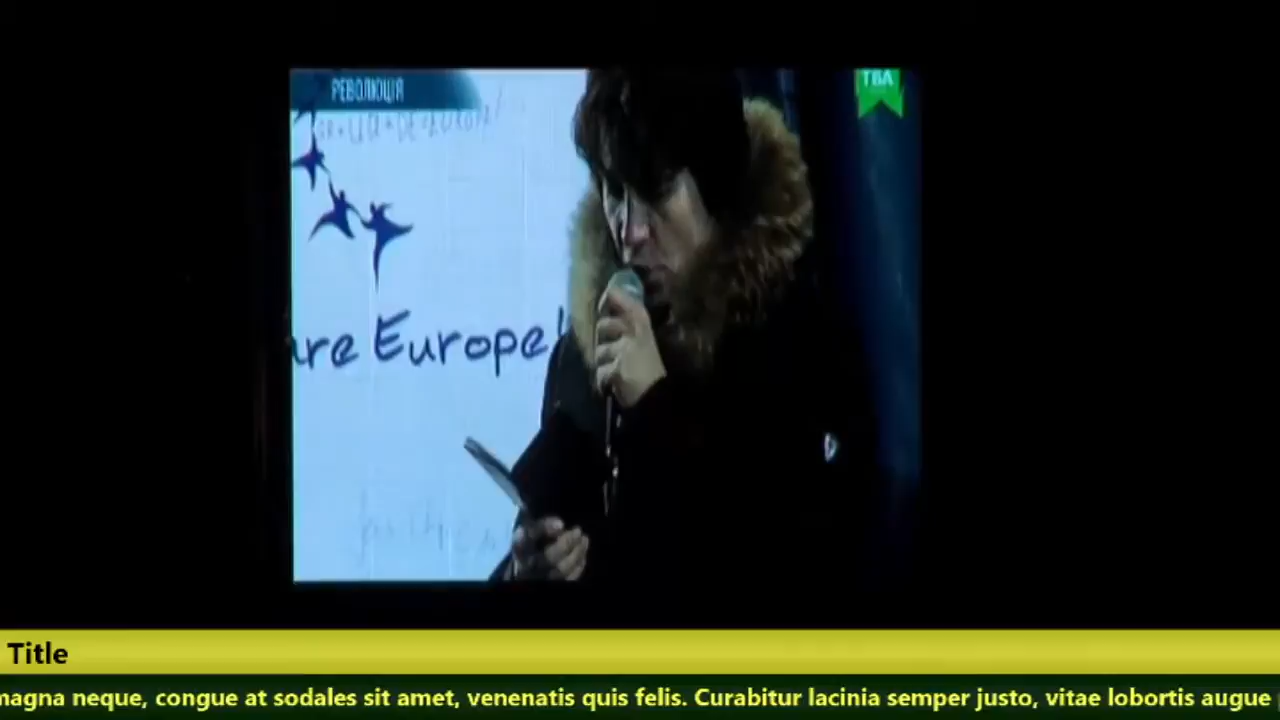 РЕВОЛЮЦІЯ
ТВА
are Europe!
Title
magna neque, congue at sodales sit amet, venenatis quis felis. Curabitur lacinia semper justo, vitae lobortis augue